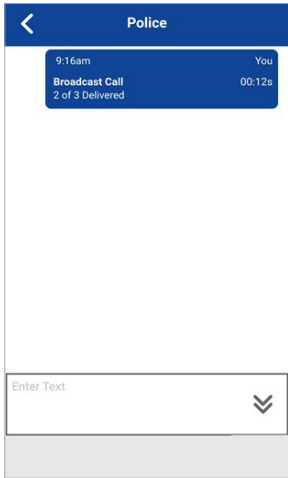 Police
9:16am You
Broadcast Call 00:12s
2 of 3 Delivered
Enter Text